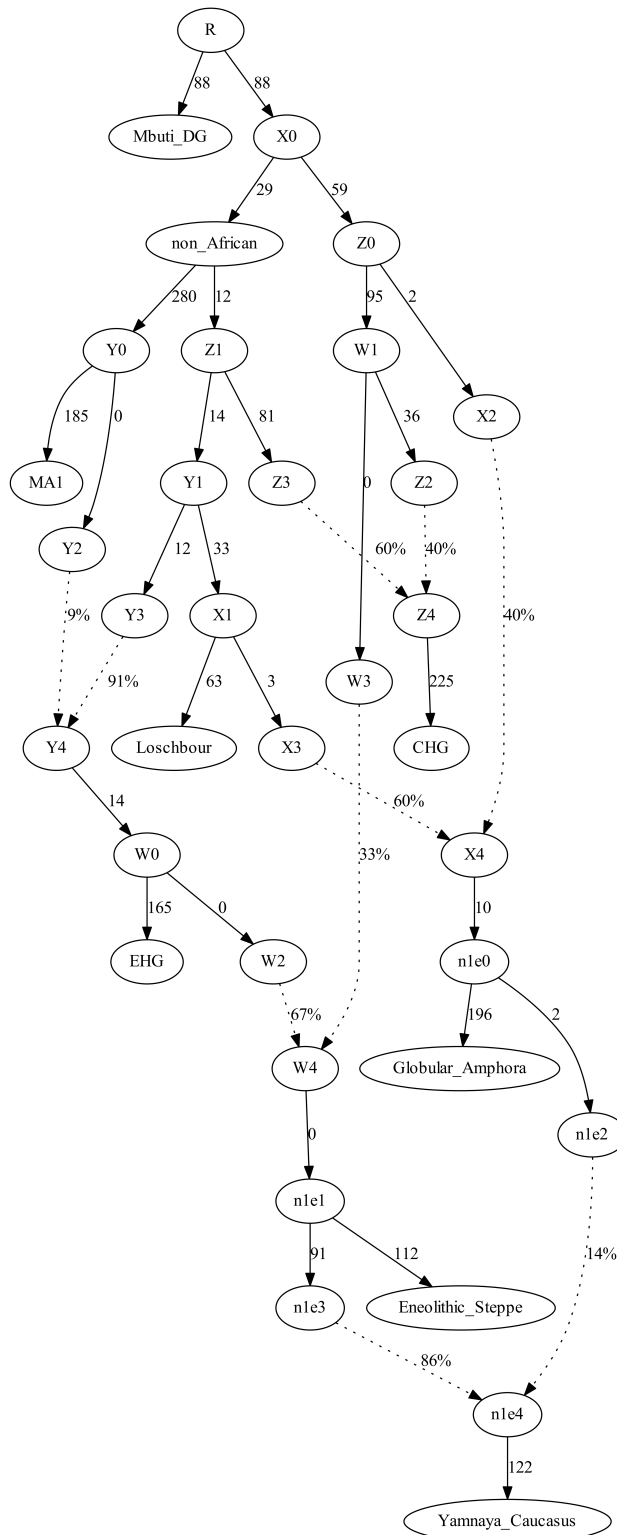 R
88 88
Mbuti_DG X0
29 59
non_African Z0
280 12 95 2
Y0 Z1 W1
185 0 14 81 36 X2
MA1 Y1 Z3 0 Z2
Y2 12 33 60% 40%
9% Y3 X1 Z4 40%
91% 63 3 W3 225
Y4 Loschbour X3 CHG
14 60%
W0 33% X4
165 0 10
EHG W2 n1e0
67% 196 2
W4 Globular_Amphora
0 n1e2
n1e1
91 112 14%
n1e3 Eneolithic_Steppe
86%
n1e4
122
Yamnaya_Caucasus